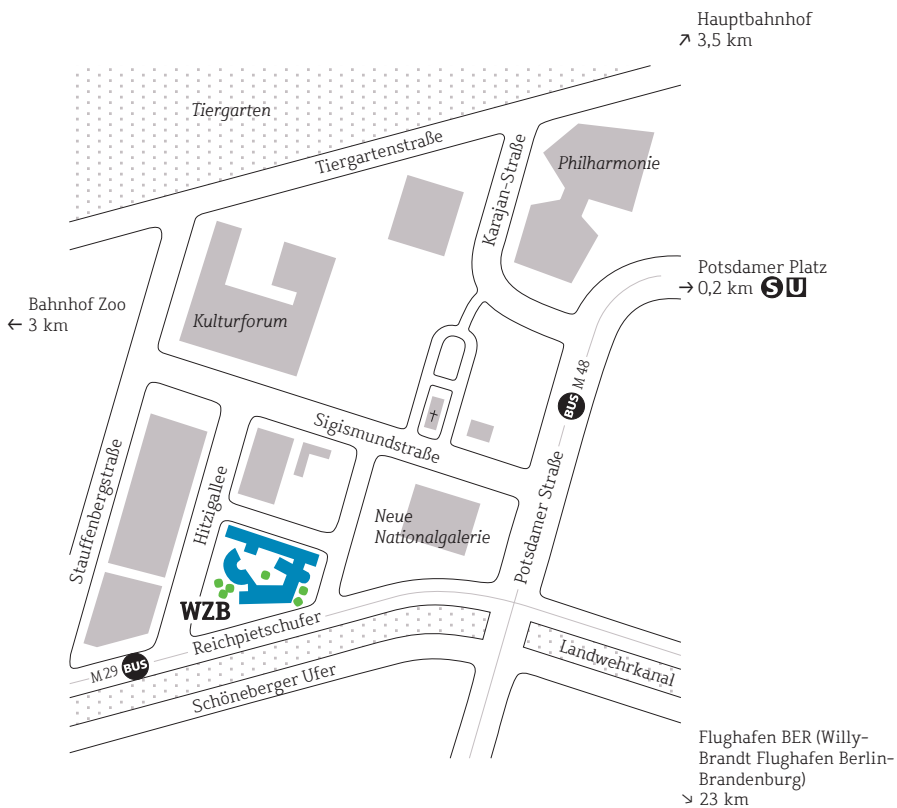 Hauptbahnhof
↗ 3,5 km
Tiergarten
Tiergartenstraße
Karajan-Straße
Philharmonie
Potsdamer Platz
→ 0,2 km S U
Bahnhof Zoo
← 3 km
Kulturforum
BUS M 48
Sigismundstraße
Stauffenbergstraße
Hitzigallee
Potsdamer Straße
Neue
Nationalgalerie
WZB
Reichpietschufer
M 29 BUS
Schöneberger Ufer
Landwehrkanal
Flughafen BER (Willy-
Brandt Flughafen Berlin-
Brandenburg)
↘ 23 km